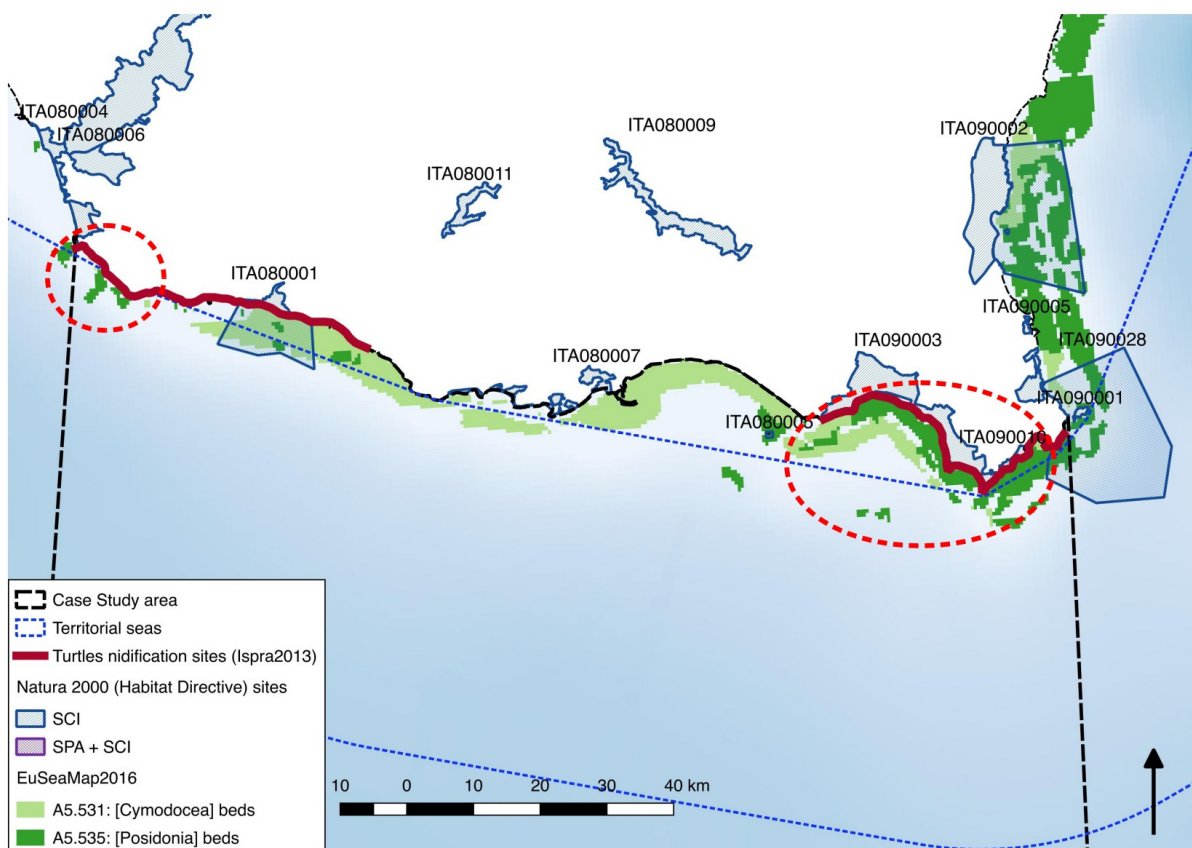 ITA080004
ITA080006
ITA080011
ITA080009
ITA090002
ITA080001
ITA080007
ITA090003
ITA090005
ITA090028
ITA090001
ITA080005
ITA090010
Case Study area
Territorial seas
Turtles nidification sites (Ispra2013)
Natura 2000 (Habitat Directive) sites
SCI
SPA + SCI
EuSeaMap2016
A5.531: [Cymodocea] beds
A5.535: [Posidonia] beds
10 0 10 20 30 40 km